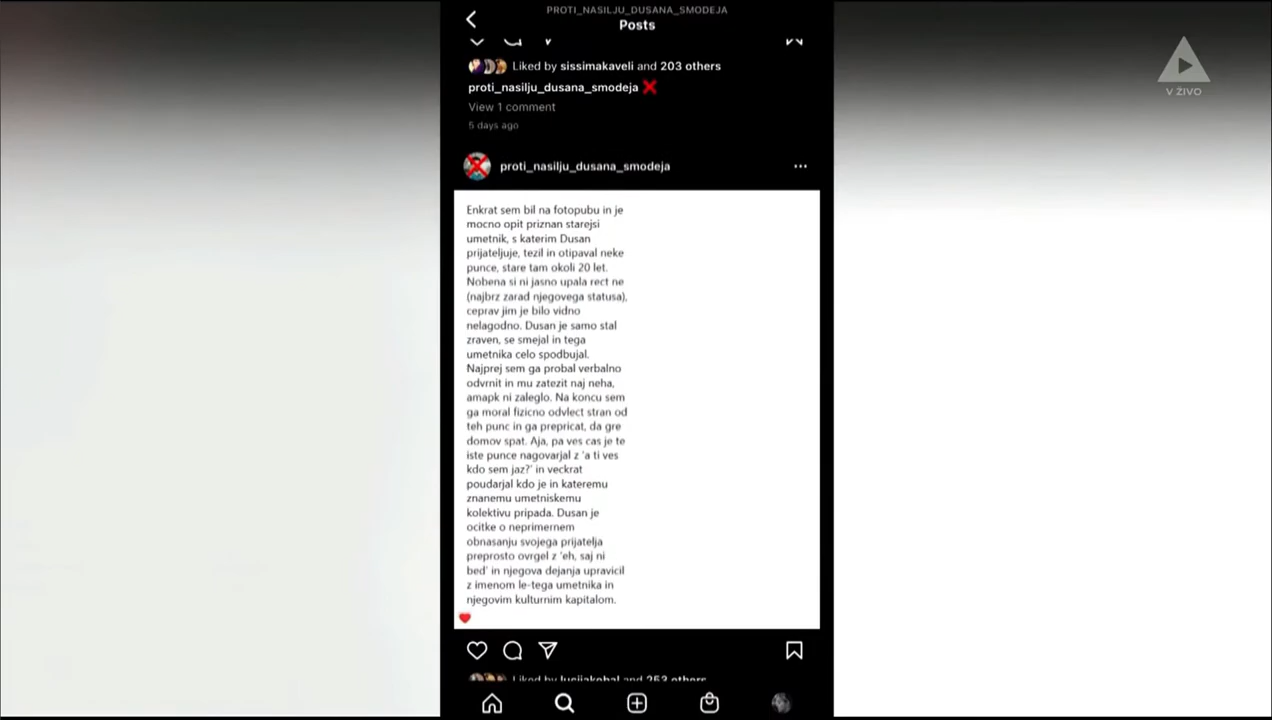 PROTI_NASILJU_DUSANA_SMODEJA
Posts
V ŽIVO
Liked by sissimakaveli and 203 others
proti_nasilju_dusana_smodeja
View 1 comment
5 days ago
proti_nasilju_dusana_smodeja
Enkrat sem bil na fotopubu in je
mocno opit priznan starejsi
umetnik, s katerim Dusan
prijateljuje, tezil in otipaval neke
punce, stare tam okoli 20 let.
Nobena si ni jasno upala rect ne
(najbrz zarad njegovega statusa),
ceprav jim je bilo vidno
nelagodno. Dusan je samo stal
zraven, se smejal in tega
umetnika celo spodbujal.
Najprej sem ga probal verbalno
odvrnit in mu zatezit naj neha,
amapk ni zaleglo. Na koncu sem
ga moral fizicno odvlect stran od
teh punc in ga prepricat, da gre
domov spat. Aja, pa ves cas je te
iste punce nagovarjal z 'a ti ves
kdo sem jaz?' in veckrat
poudarjal kdo je in kateremu
znanemu umetniskemu
kolektivu pripada. Dusan je
ocitke o neprimernem
obnasanju svojega prijatelja
preprosto ovrgel z 'eh, saj ni
bed' in njegova dejanja upravicil
z imenom le-tega umetnika in
njegovim kulturnim kapitalom.
Liked by lucijakobal and 253 others